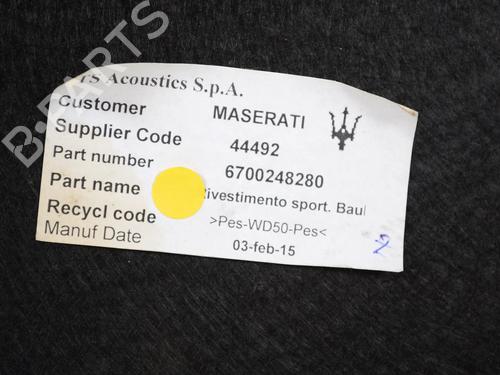 Acoustics S.p.A.
Customer MASERATI
Supplier Code 44492
Part number 6700248280
Part name Rivestimento sport. Baul
Recycl code >Pes-WD50-Pes<
Manuf Date 03-feb-15
B-PARTS